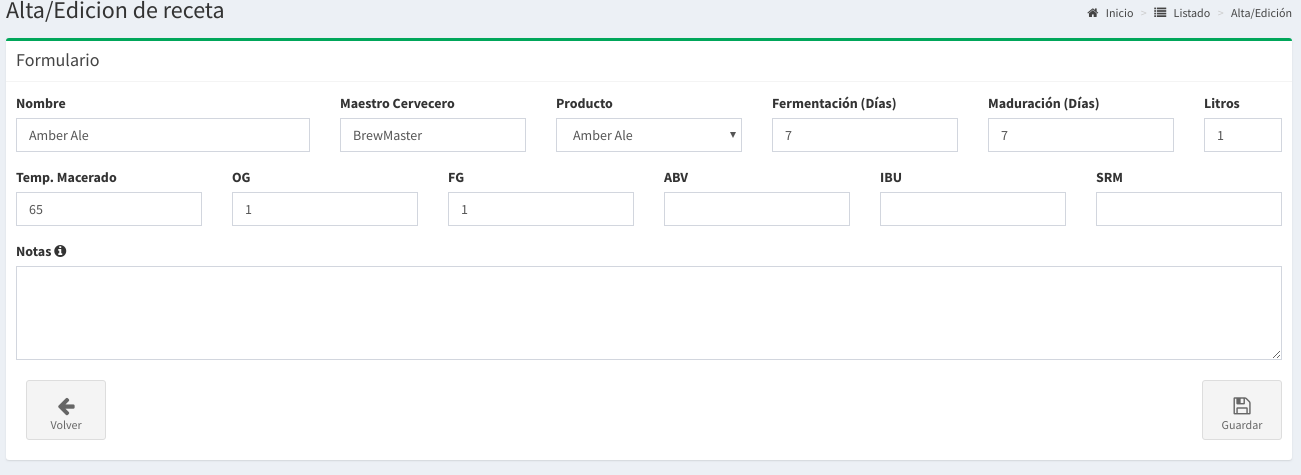 Alta/Edicion de receta
Inicio > Listado > Alta/Edición
Formulario
Nombre Maestro Cervecero Producto Fermentación (Días) Maduración (Días) Litros
Amber Ale BrewMaster Amber Ale 7 7 1
Temp. Macerado OG FG ABV IBU SRM
65 1 1
Notas
Volver Guardar